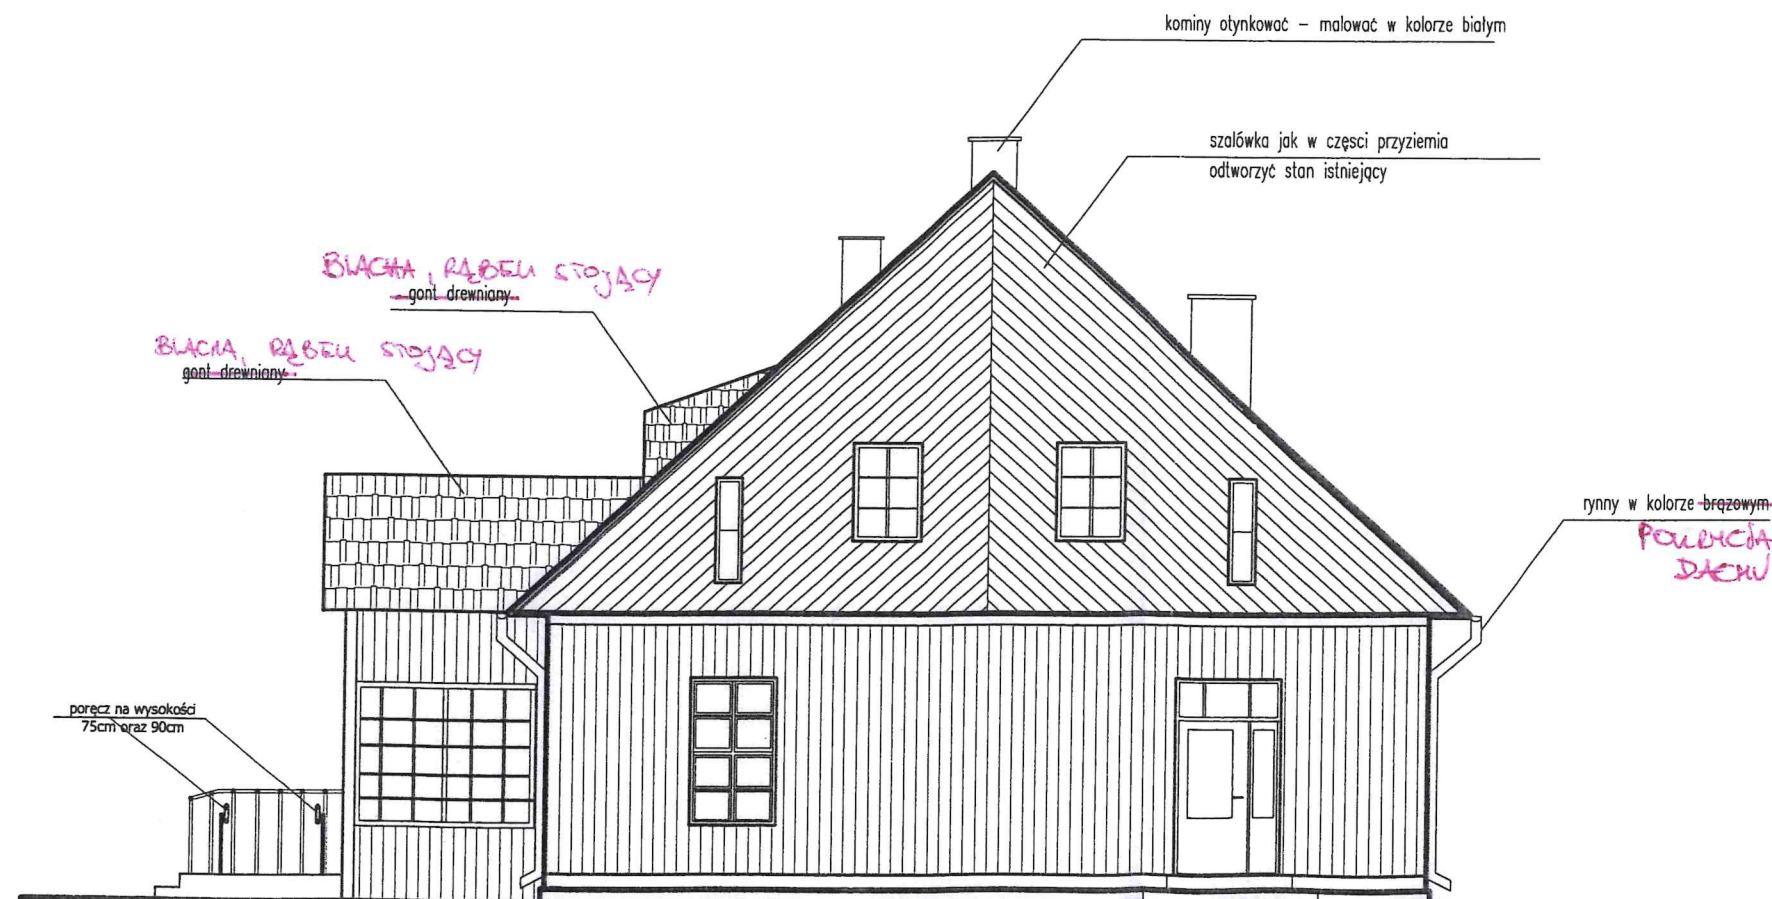 kominy otynkować – malować w kolorze białym
szalówka jak w częsci przyziemia
odtworzyć stan istniejący
BLACHA, RĄBEK STOJĄCY
gont drewniany
BLACHA, RĄBEK STOJĄCY
gont drewniany
rynny w kolorze brązowym
POKRYCIA
DACHU
poręcz na wysokości
75cm oraz 90cm